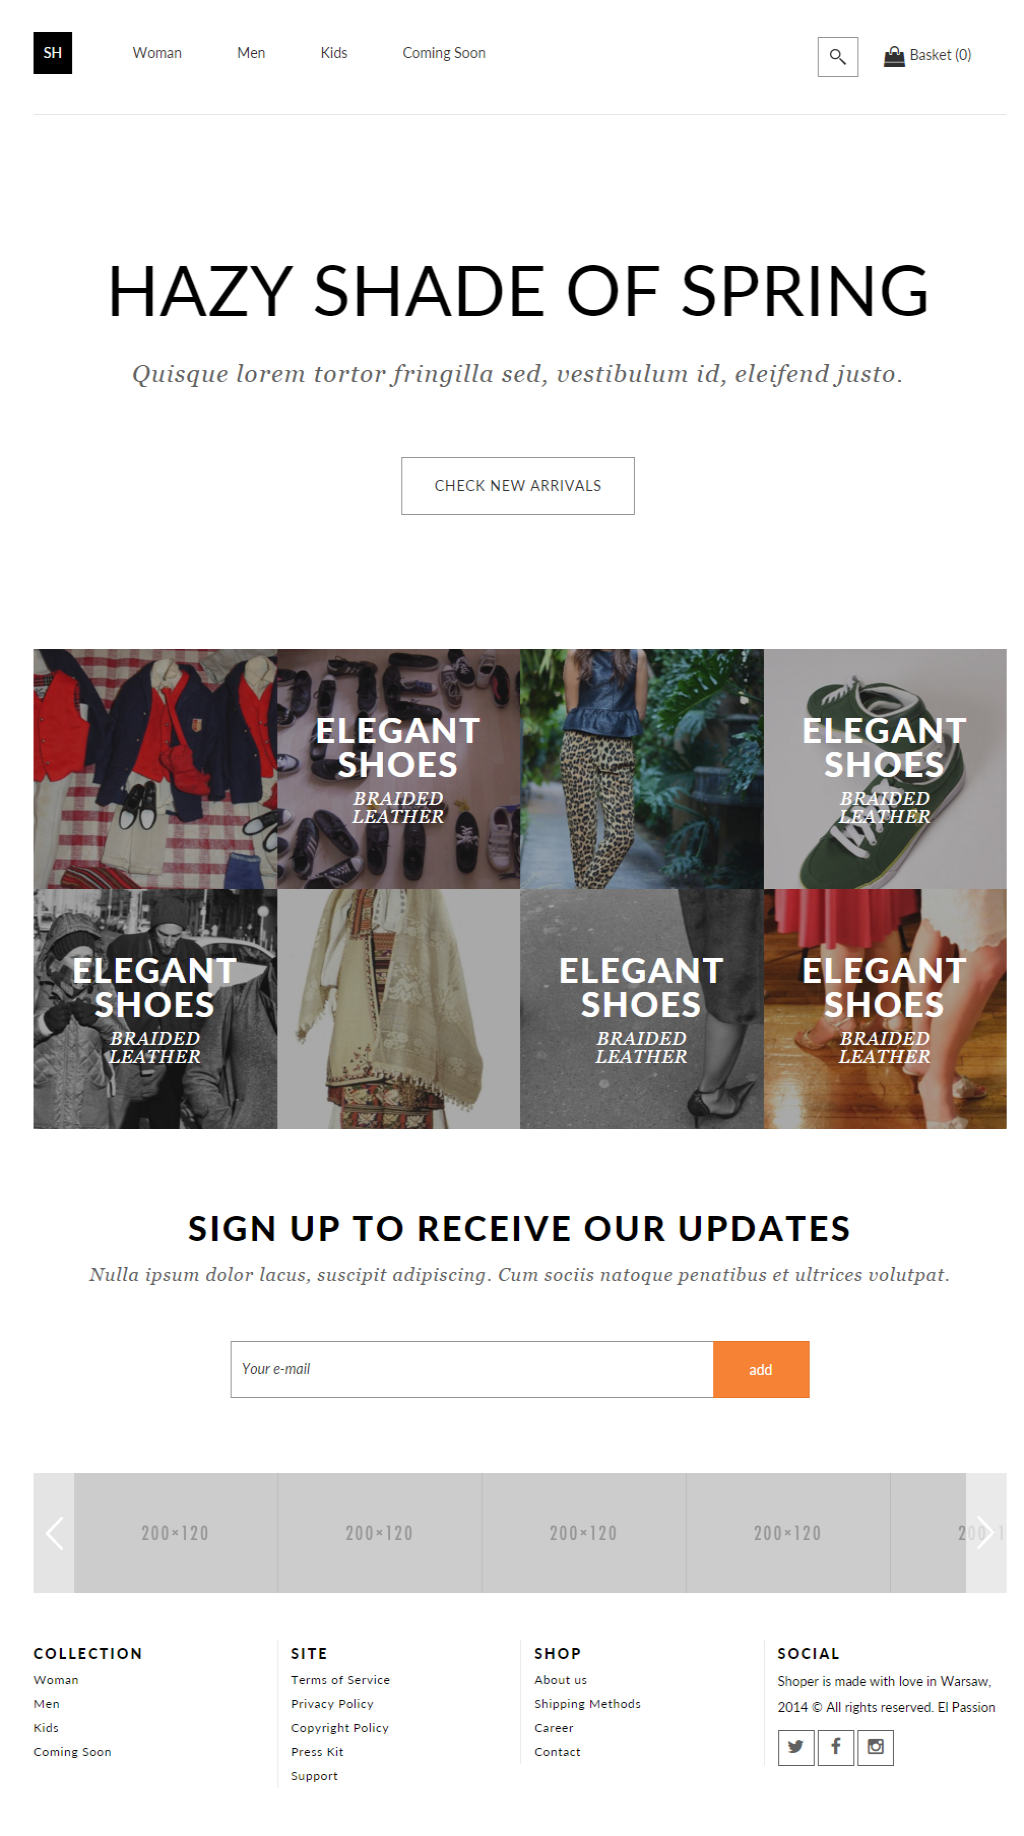 SH
Woman
Men
Kids
Coming Soon
Basket (0)
HAZY SHADE OF SPRING
Quisque lorem tortor fringilla sed, vestibulum id, eleifend justo.
CHECK NEW ARRIVALS
ELEGANT
SHOES
BRAIDED
LEATHER
ELEGANT
SHOES
BRAIDED
LEATHER
ELEGANT
SHOES
BRAIDED
LEATHER
ELEGANT
SHOES
BRAIDED
LEATHER
ELEGANT
SHOES
BRAIDED
LEATHER
SIGN UP TO RECEIVE OUR UPDATES
Nulla ipsum dolor lacus, suscipit adipiscing. Cum sociis natoque penatibus et ultrices volutpat.
Your e-mail
add
200×120
200×120
200×120
200×120
COLLECTION
Woman
Men
Kids
Coming Soon
SITE
Terms of Service
Privacy Policy
Copyright Policy
Press Kit
Support
SHOP
About us
Shipping Methods
Career
Contact
SOCIAL
Shoper is made with love in Warsaw,
2014 © All rights reserved. El Passion